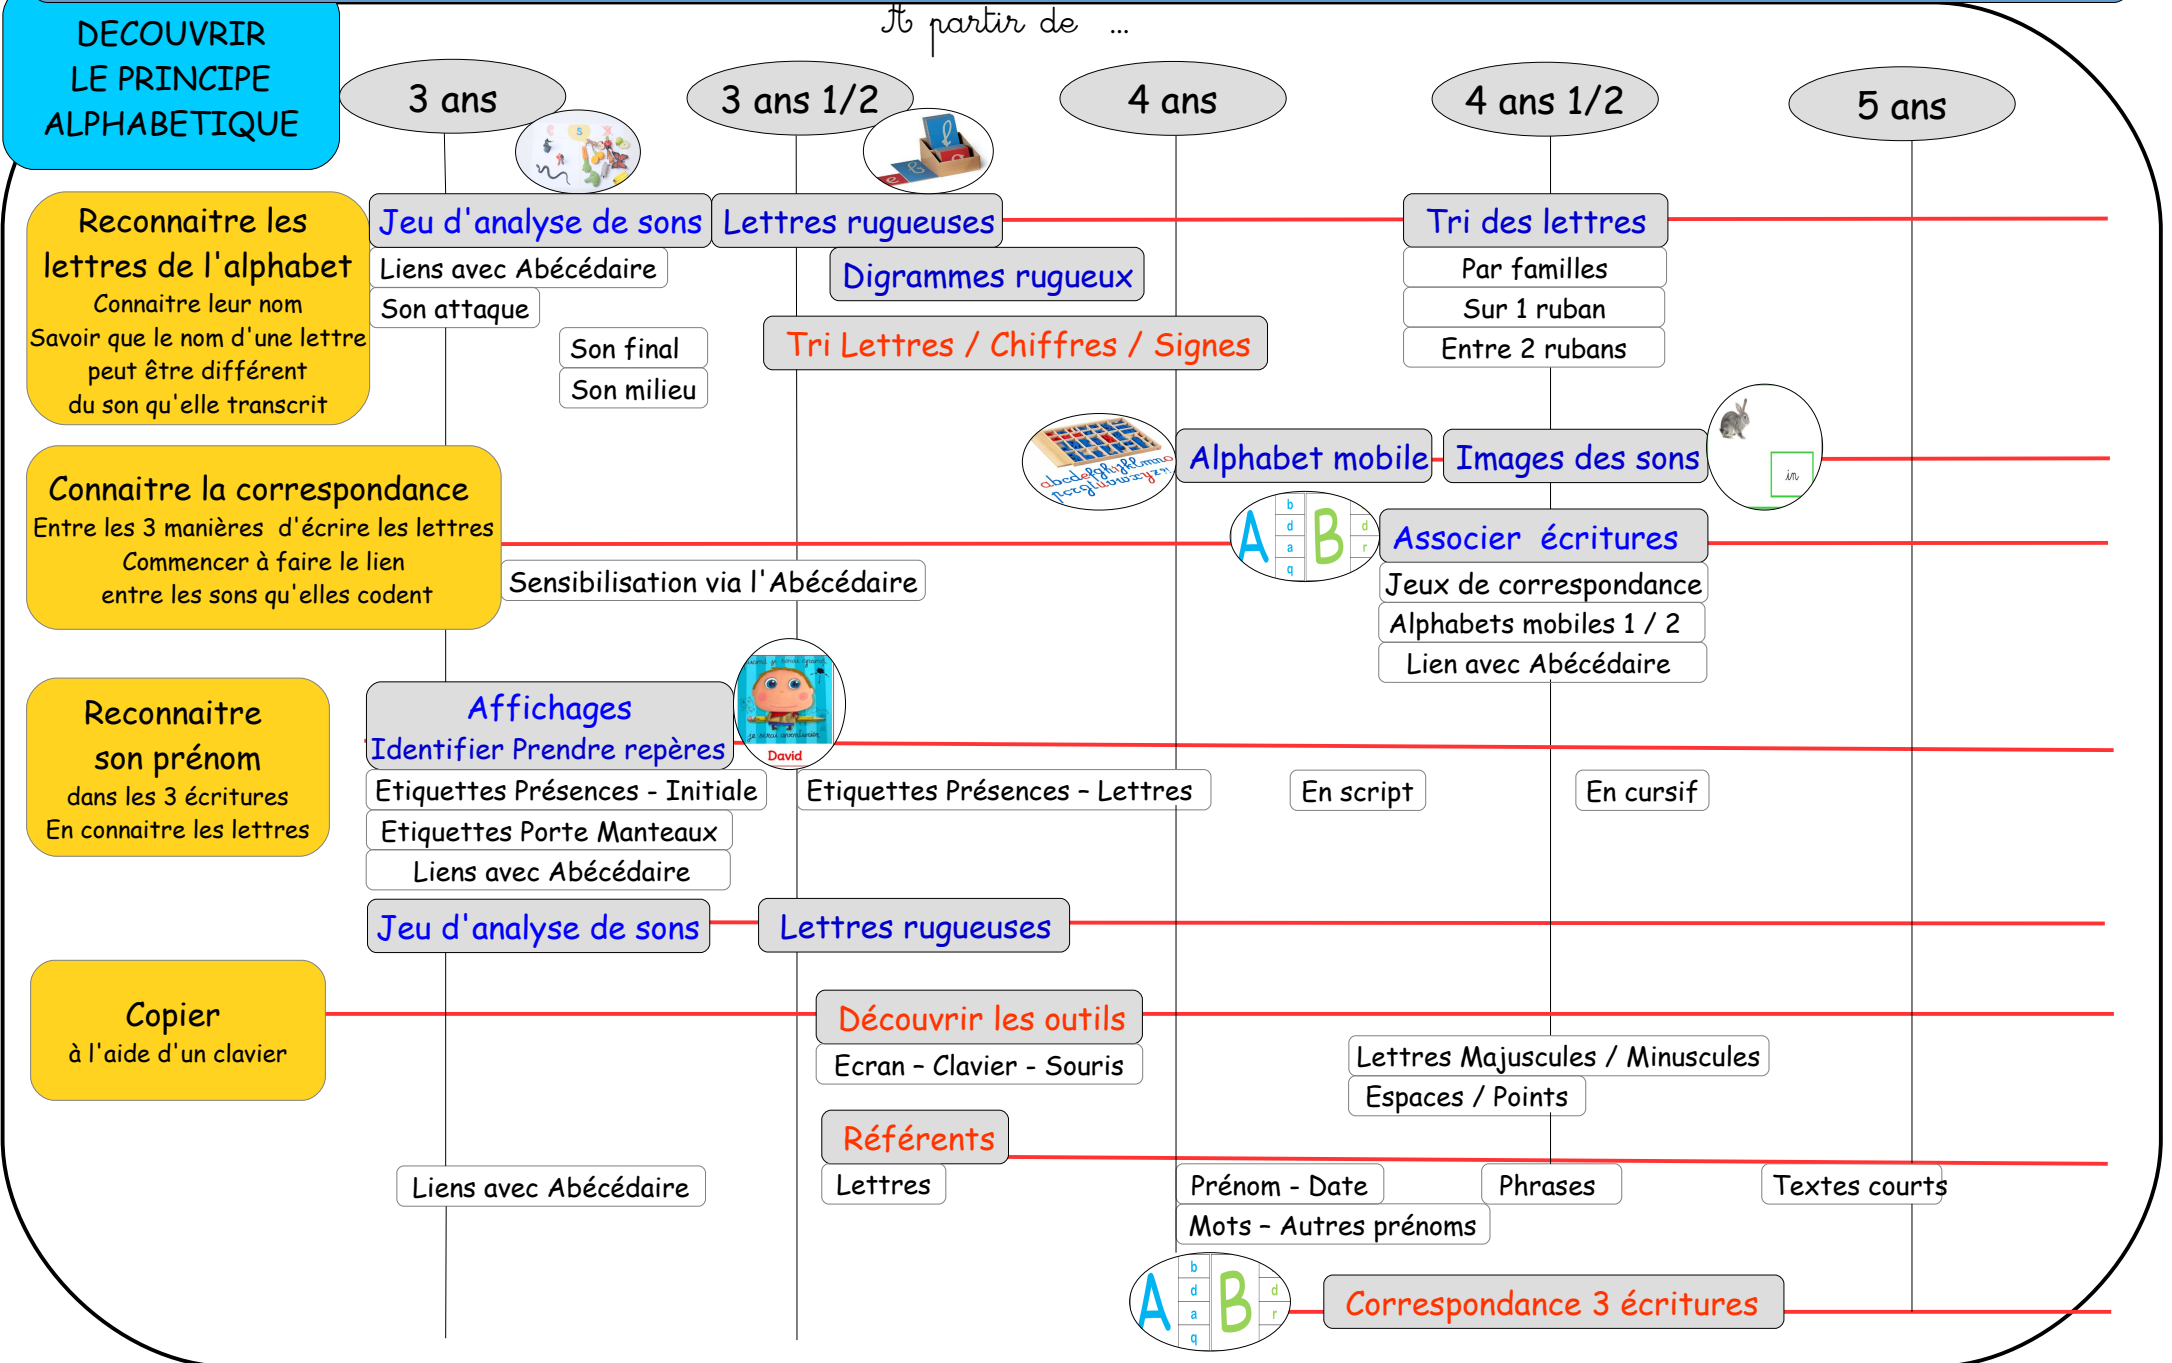 DECOUVRIR
LE PRINCIPE
ALPHABETIQUE
A partir de ...
3 ans
3 ans 1/2
4 ans
4 ans 1/2
5 ans
s
Reconnaitre les
lettres de l'alphabet
Connaitre leur nom
Savoir que le nom d'une lettre
peut être différent
du son qu'elle transcrit
Jeu d'analyse de sons
Liens avec Abécédaire
Son attaque
Son final
Son milieu
Lettres rugueuses
Digrammes rugueux
Tri Lettres / Chiffres / Signes
Tri des lettres
Par familles
Sur 1 ruban
Entre 2 rubans
Alphabet mobile
Images des sons
in
Connaitre la correspondance
Entre les 3 manières d'écrire les lettres
Commencer à faire le lien
entre les sons qu'elles codent
Sensibilisation via l'Abécédaire
A
b
d
a
q
B
d
r
Associer écritures
Jeux de correspondance
Alphabets mobiles 1 / 2
Lien avec Abécédaire
Reconnaitre
son prénom
dans les 3 écritures
En connaitre les lettres
Affichages
Identifier Prendre repères
Etiquettes Présences - Initiale
Etiquettes Porte Manteaux
Liens avec Abécédaire
quand je serai grand
je serai aventurier
David
Etiquettes Présences – Lettres
En script
En cursif
Jeu d'analyse de sons
Lettres rugueuses
Copier
à l'aide d'un clavier
Découvrir les outils
Ecran – Clavier - Souris
Lettres Majuscules / Minuscules
Espaces / Points
Référents
Liens avec Abécédaire
Lettres
Prénom - Date
Mots – Autres prénoms
Phrases
Textes courts
A
b
d
a
q
B
d
r
Correspondance 3 écritures